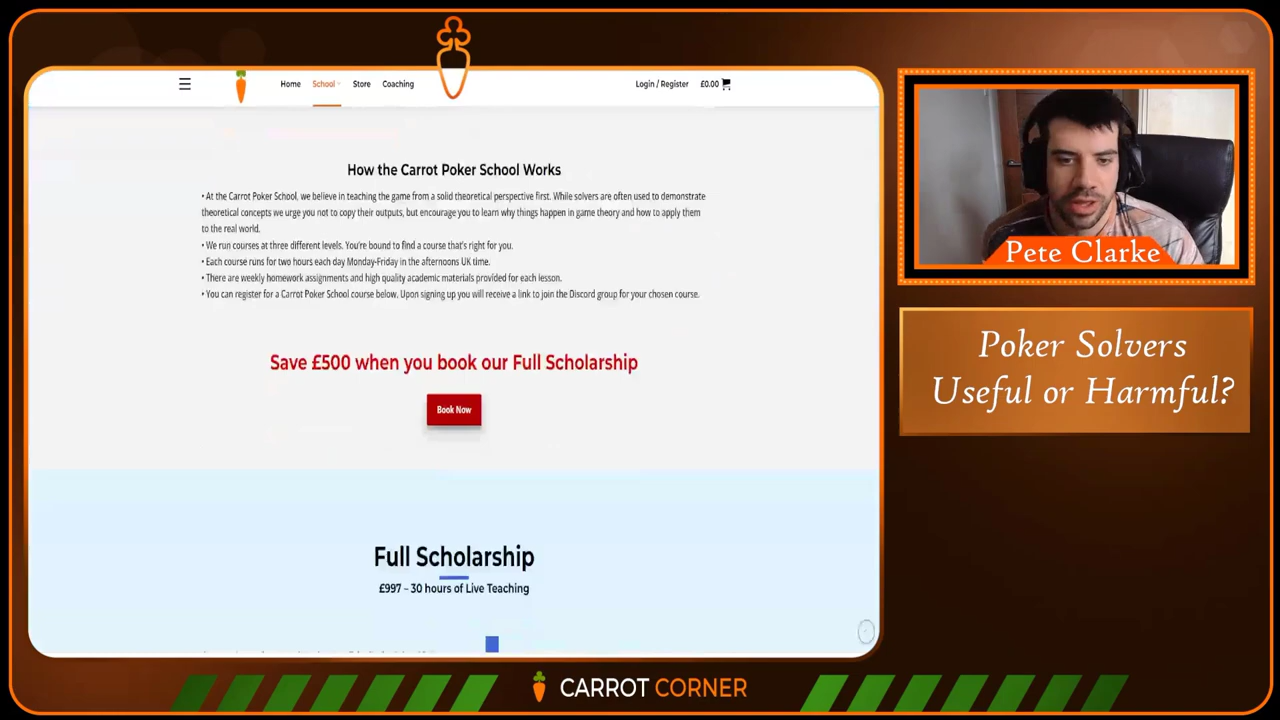 Home School Store Coaching Login / Register £0.00
How the Carrot Poker School Works
• At the Carrot Poker School, we believe in teaching the game from a solid theoretical perspective first. While solvers are often used to demonstrate
theoretical concepts we urge you not to copy their outputs, but encourage you to learn why things happen in game theory and how to apply them
to the real world.
• We run courses at three different levels. You're bound to find a course that's right for you.
• Each course runs for two hours each day Monday-Friday in the afternoons UK time.
• There are weekly homework assignments and high quality academic materials provided for each lesson.
• You can register for a Carrot Poker School course below. Upon signing up you will receive a link to join the Discord group for your chosen course.
Save £500 when you book our Full Scholarship
Book Now
Full Scholarship
£997 – 30 hours of Live Teaching
Pete Clarke
Poker Solvers
Useful or Harmful?
CARROT CORNER